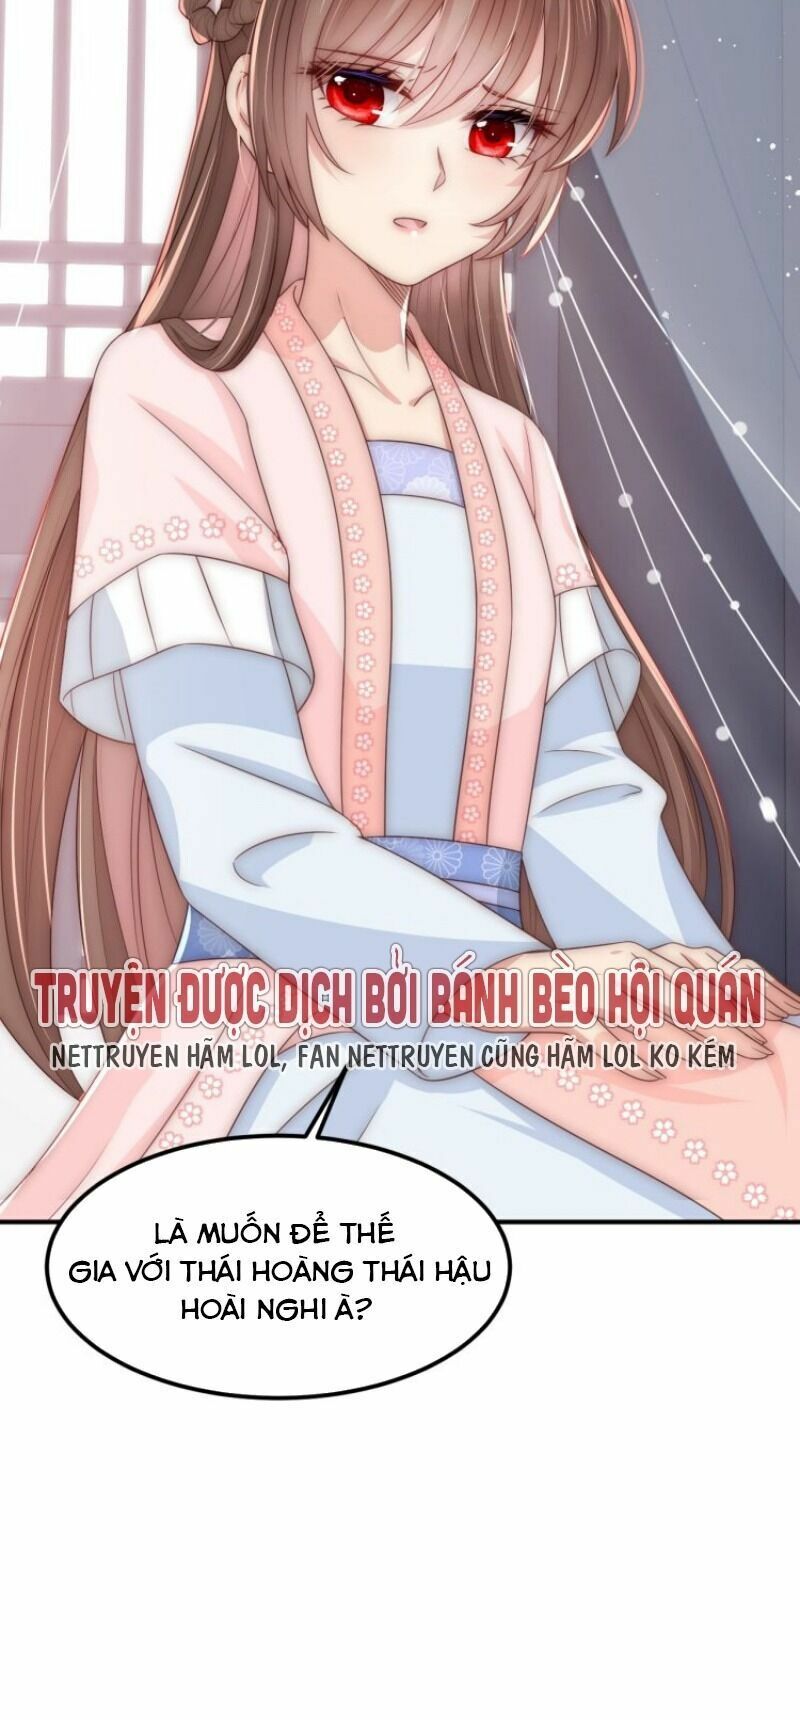 TRUYỆN ĐƯỢC DỊCH BỞI BÁNH BÈO HỘI QUÁN
NETTRUYEN HÃM LOL, FAN NETTRUYEN CŨNG HÃM LOL KO KÉM
LÀ MUỐN ĐỂ THẾ
GIA VỚI THÁI HOÀNG THÁI HẬU
HOÀI NGHI À?